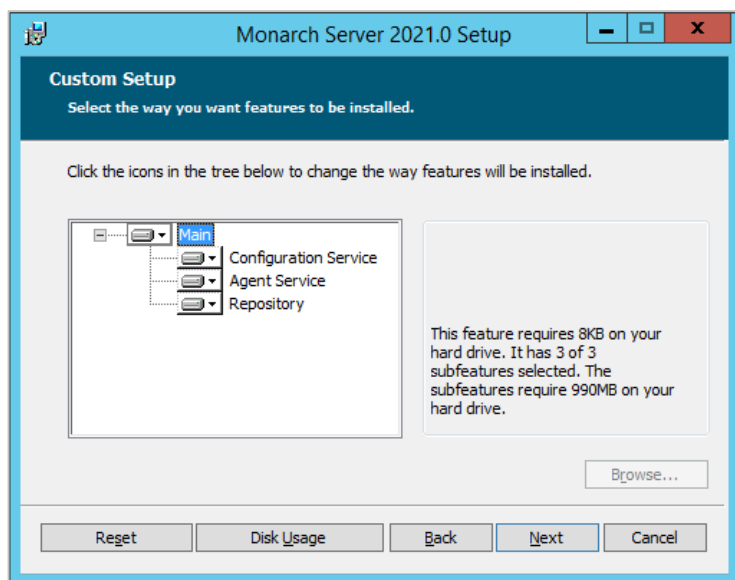 Monarch Server 2021.0 Setup
Custom Setup
Select the way you want features to be installed.
Click the icons in the tree below to change the way features will be installed.
Main
Configuration Service
Agent Service
Repository
This feature requires 8KB on your
hard drive. It has 3 of 3
subfeatures selected. The
subfeatures require 990MB on your
hard drive.
Browse...
Reset Disk Usage Back Next Cancel